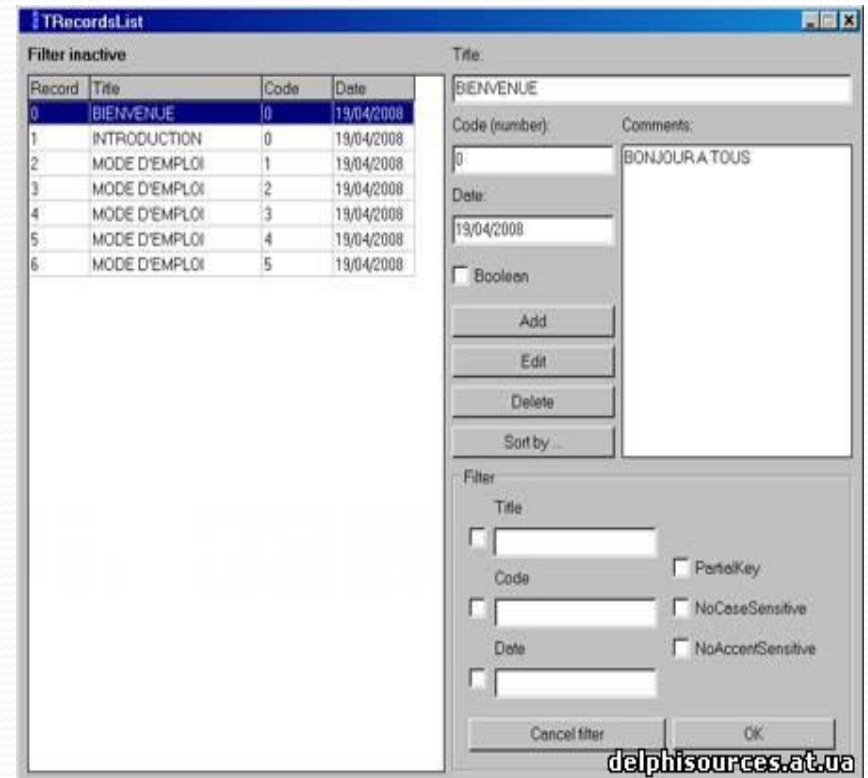 TRecordsList
Filter inactive
Record Title Code Date
0 BIENVENUE 0 19/04/2008
1 INTRODUCTION 0 19/04/2008
2 MODE D'EMPLOI 1 19/04/2008
3 MODE D'EMPLOI 2 19/04/2008
4 MODE D'EMPLOI 3 19/04/2008
5 MODE D'EMPLOI 4 19/04/2008
6 MODE D'EMPLOI 5 19/04/2008
Title:
BIENVENUE
Code (number):
0
Date:
19/04/2008
Boolean
Comments:
BONJOUR A TOUS
Add
Edit
Delete
Sort by ...
Filter
Title
Code
Date
PartialKey
NoCaseSensitive
NoAccentSensitive
Cancel filter
OK
delphisources.at.ua